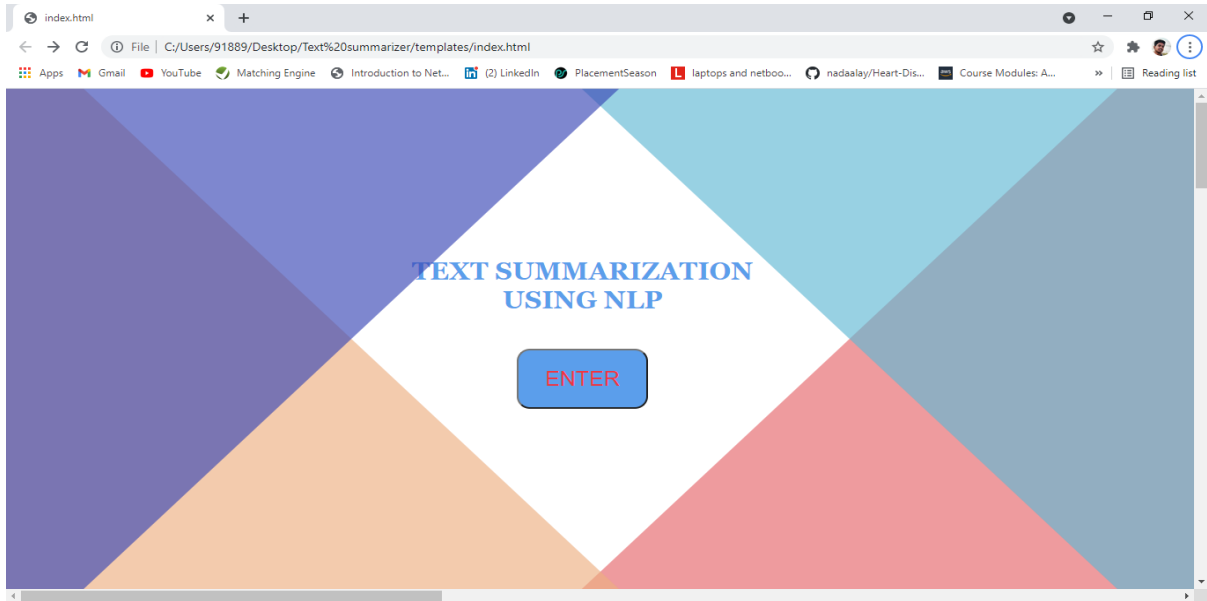 index.html
File | C:/Users/91889/Desktop/Text%20summarizer/templates/index.html
Apps Gmail YouTube Matching Engine Introduction to Net... (2) LinkedIn PlacementSeason laptops and netboo... nadaalay/Heart-Dis... Course Modules: A... » Reading list
TEXT SUMMARIZATION
USING NLP
ENTER